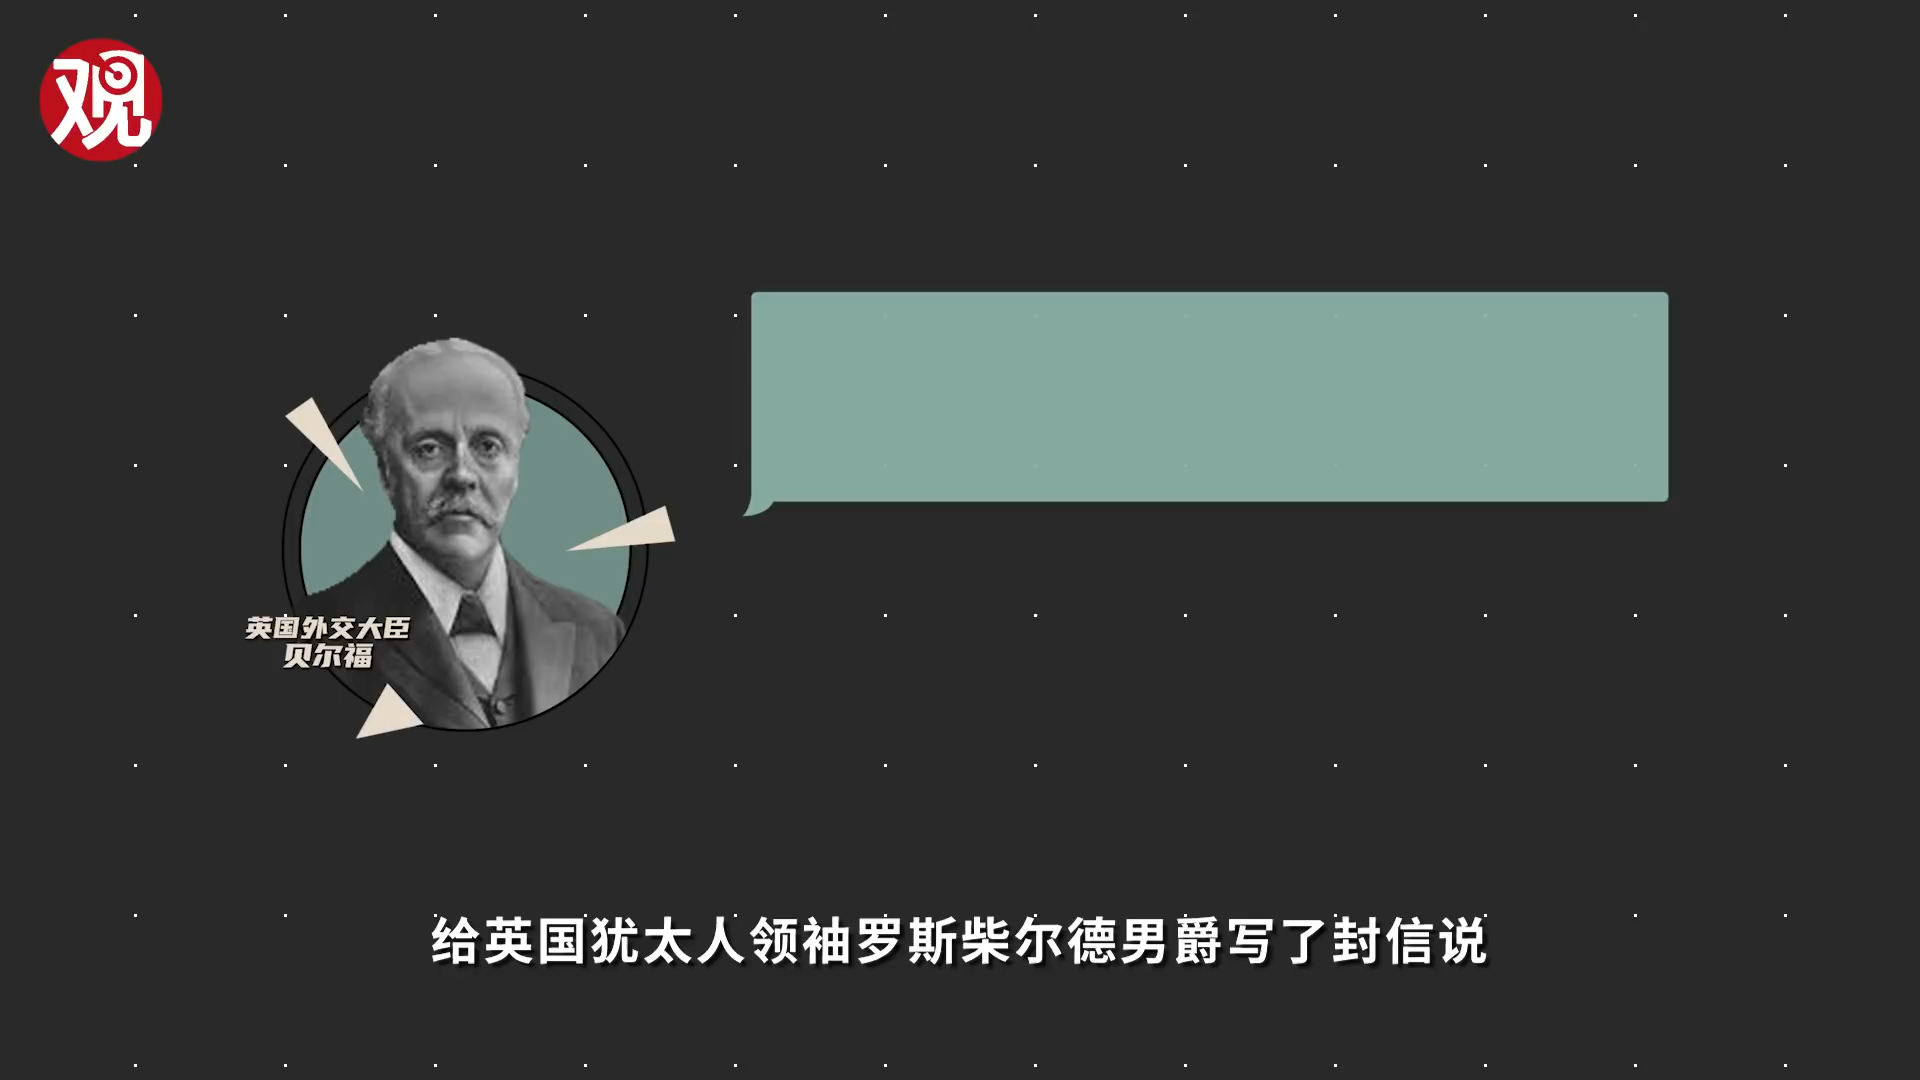 观
英国外交大臣
贝尔福
给英国犹太人领袖罗斯柴尔德男爵写了封信说